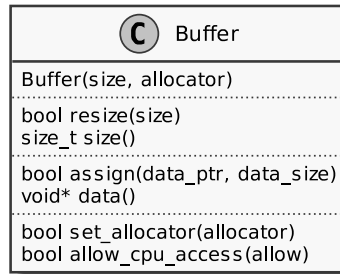 C Buffer
Buffer(size, allocator)
bool resize(size)
size_t size()
bool assign(data_ptr, data_size)
void* data()
bool set_allocator(allocator)
bool allow_cpu_access(allow)